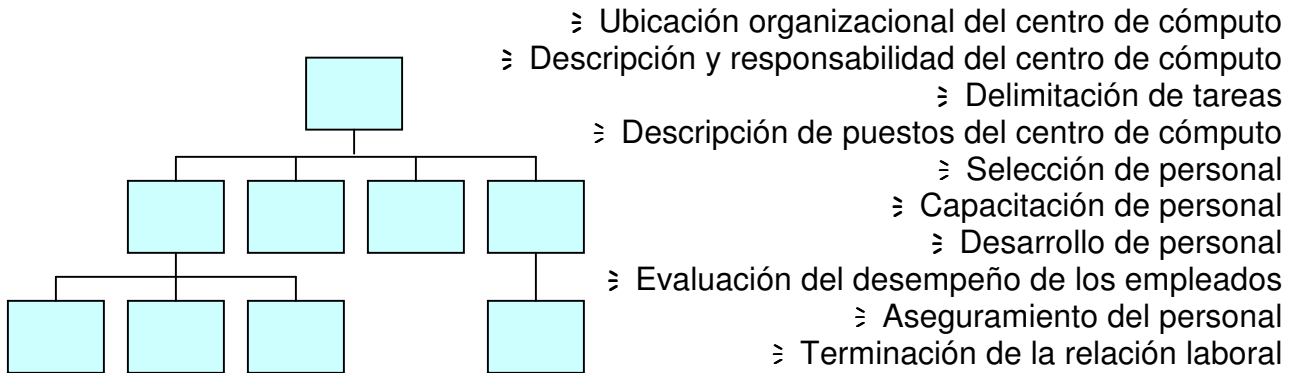 Ubicación organizacional del centro de cómputo
Descripción y responsabilidad del centro de cómputo
Delimitación de tareas
Descripción de puestos del centro de cómputo
Selección de personal
Capacitación de personal
Desarrollo de personal
Evaluación del desempeño de los empleados
Aseguramiento del personal
Terminación de la relación laboral